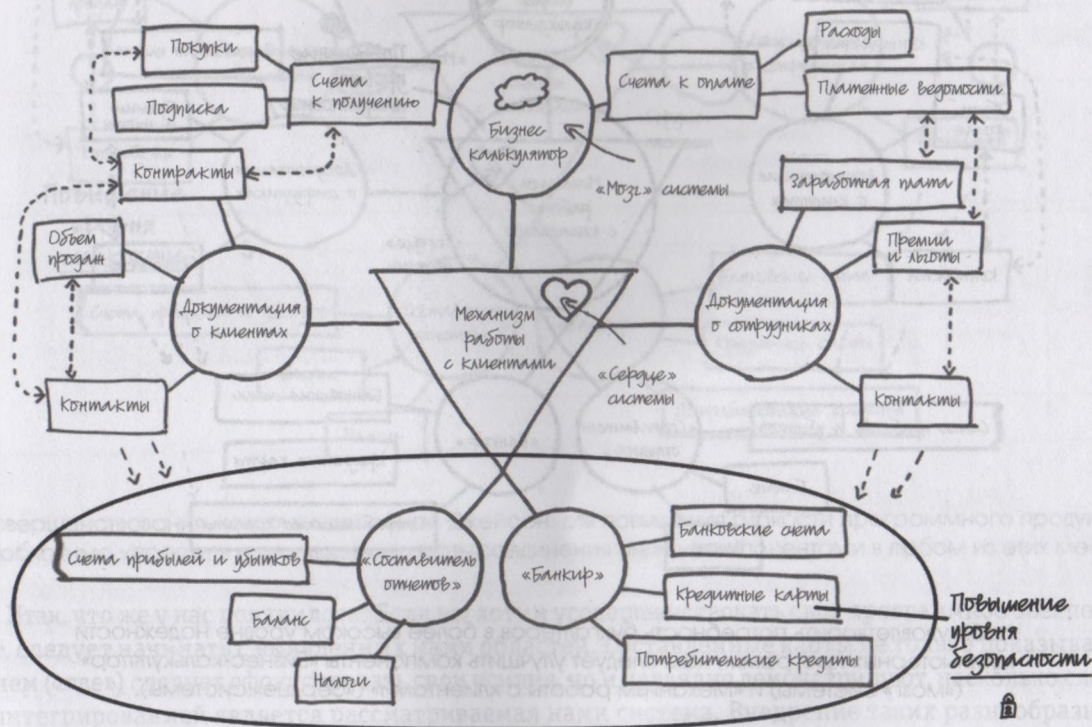 Покупки
Подписка
Счета
к получению
Бизнес
калькулятор
Счета к оплате
Расходы
Платежные ведомости
«Мозг» системы
Контракты
Заработная плата
Объем
продаж
Премии
и льготы
Документация
о клиентах
Механизм
работы
с клиентами
Документация
о сотрудниках
«Сердце»
системы
Контакты
Контакты
Счета прибылей и убытков
«Составитель
отчетов»
«Банкир»
Банковские счета
Кредитные карты
Баланс
Налоги
Потребительские кредиты
Повышение
уровня
безопасности